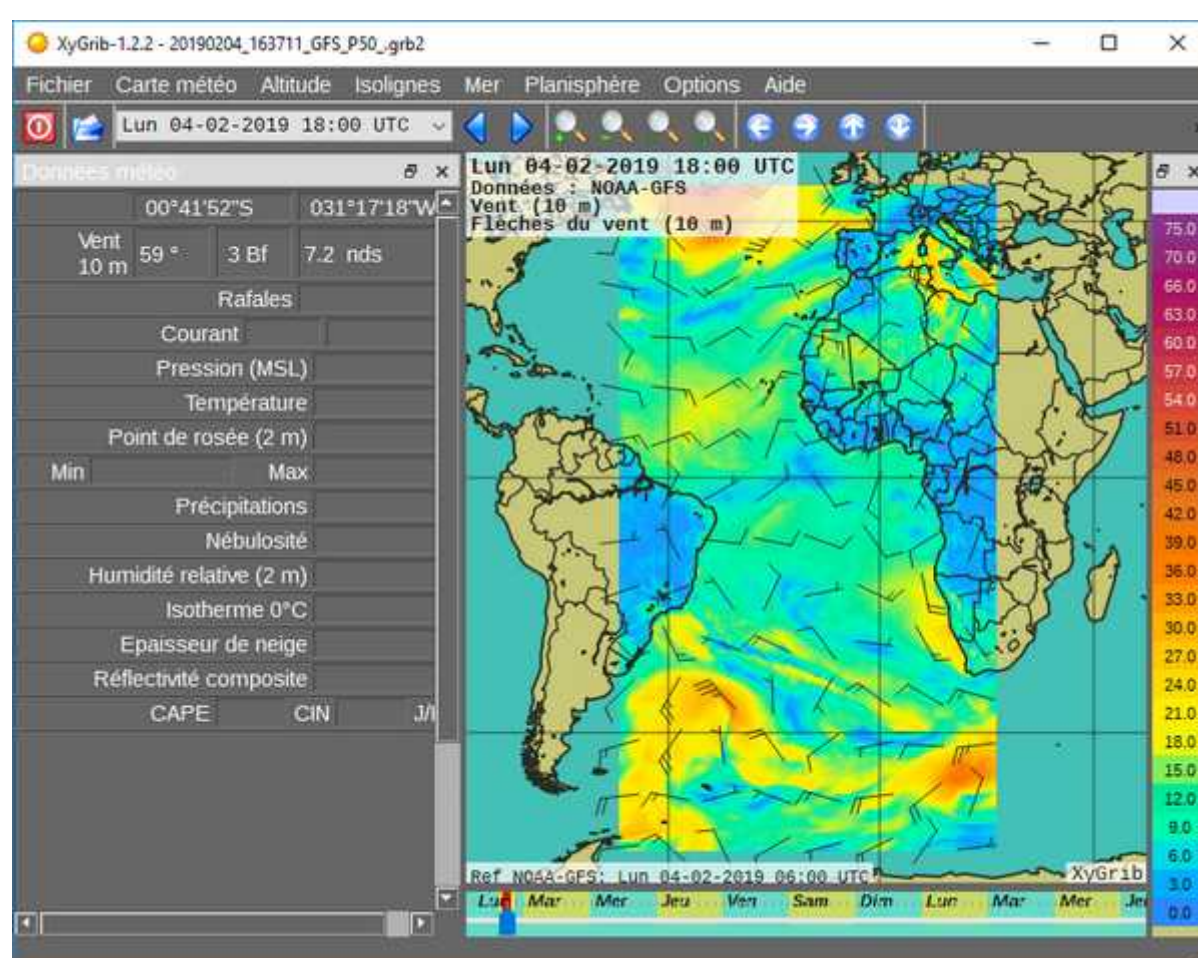 XyGrib-1.2.2 - 20190204_163711_GFS_P50_.grb2
Fichier Carte météo Altitude Isolignes Mer Planisphère Options Aide
Lun 04-02-2019 18:00 UTC
Données météo
00°41'52"S 031°17'18"W
Vent 10 m 59 ° 3 Bf 7.2 nds
Rafales
Courant
Pression (MSL)
Température
Point de rosée (2 m)
Min Max
Précipitations
Nébulosité
Humidité relative (2 m)
Isotherme 0°C
Epaisseur de neige
Réflectivité composite
CAPE CIN J/
Lun 04-02-2019 18:00 UTC
Données : NOAA-GFS
Vent (10 m)
Flèches du vent (10 m)
Ref NOAA-GFS: Lun 04-02-2019 06:00 UTC
XyGrib
Lun Mar Mer Jeu Ven Sam Dim Lun Mar Mer Je
75.0
70.0
66.0
63.0
60.0
57.0
54.0
51.0
48.0
45.0
42.0
39.0
36.0
33.0
30.0
27.0
24.0
21.0
18.0
15.0
12.0
9.0
6.0
3.0
0.0